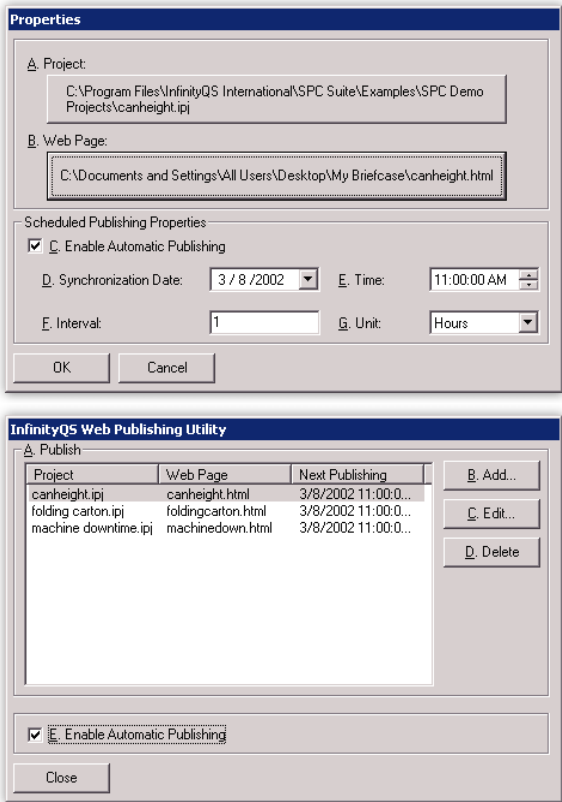 Properties
A. Project:
C:\Program Files\InfinityQS International\SPC Suite\Examples\SPC Demo
Projects\canheight.ipj
B. Web Page:
C:\Documents and Settings\All Users\Desktop\My Briefcase\canheight.html
Scheduled Publishing Properties
C. Enable Automatic Publishing
D. Synchronization Date: 3 / 8 /2002 E. Time: 11:00:00 AM
F. Interval: 1 G. Unit: Hours
OK Cancel
InfinityQS Web Publishing Utility
A. Publish
Project Web Page Next Publishing B. Add...
canheight.ipj canheight.html 3/8/2002 11:00:0...
folding carton.ipj foldingcarton.html 3/8/2002 11:00:0... C. Edit...
machine downtime.ipj machinedown.html 3/8/2002 11:00:0...
D. Delete
E. Enable Automatic Publishing
Close